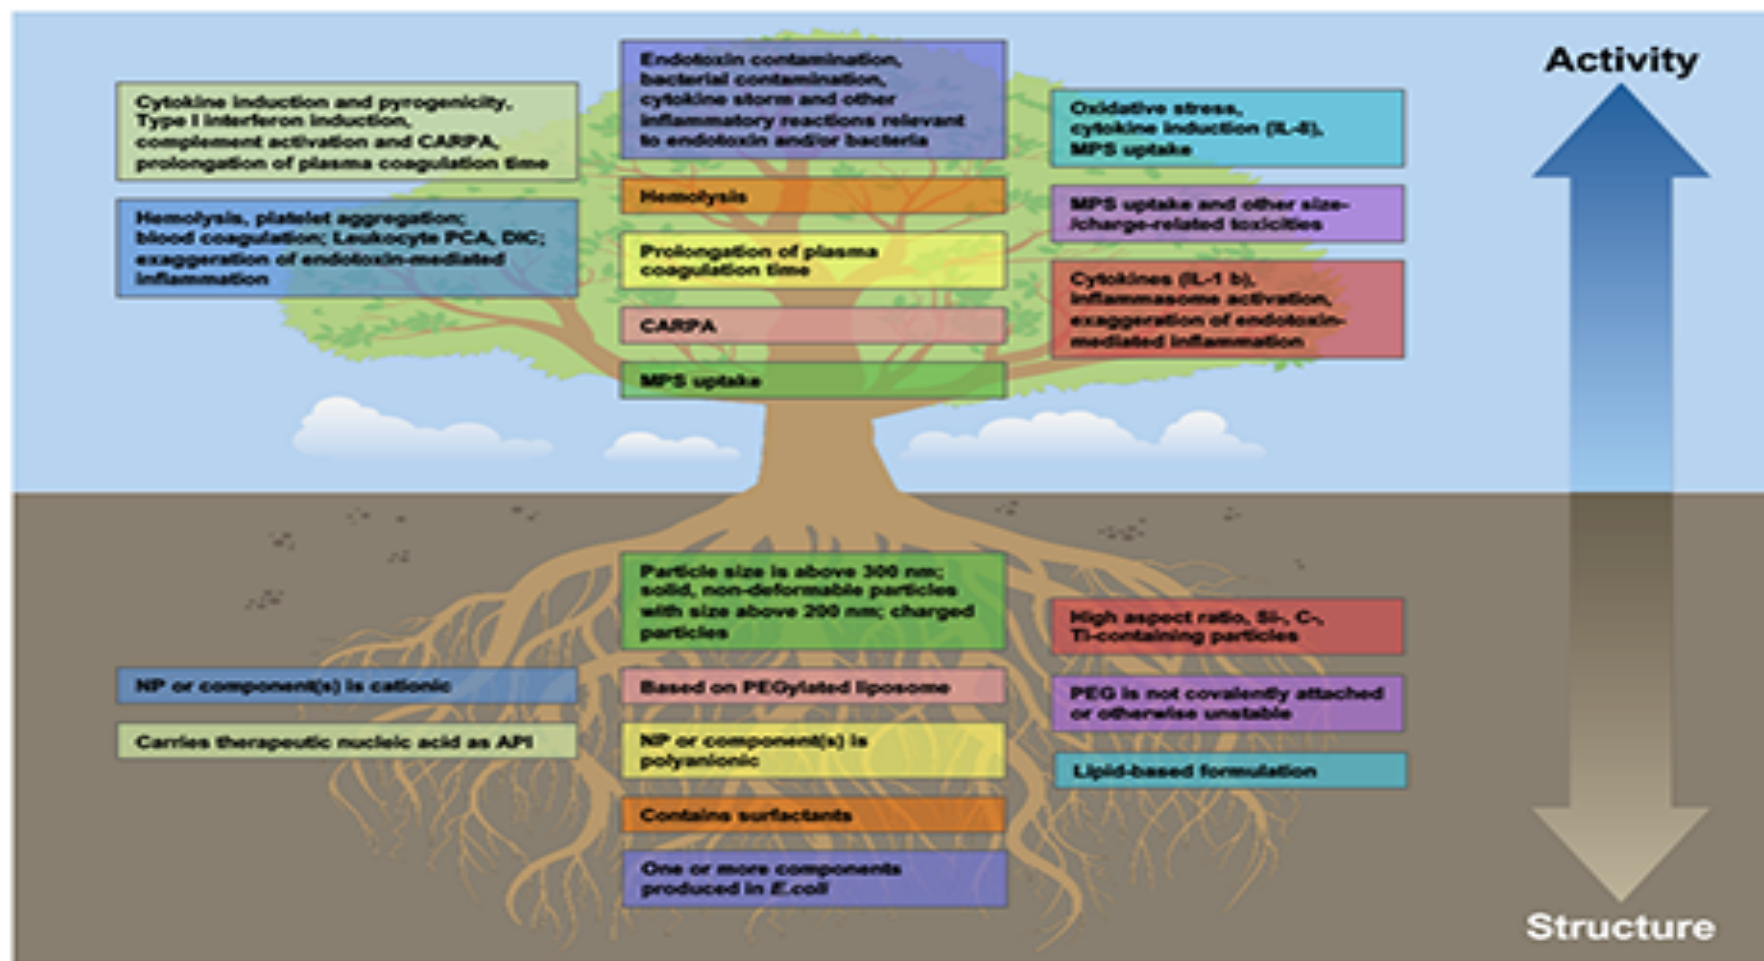 Activity
Cytokine induction and pyrogenicity,
Type I interferon induction,
complement activation and CARPA,
prolongation of plasma coagulation time
Hemolysis, platelet aggregation;
blood coagulation; Leukocyte PCA, DIC;
exaggeration of endotoxin-mediated
inflammation
Endotoxin contamination,
bacterial contamination,
cytokine storm and other
inflammatory reactions relevant
to endotoxin and/or bacteria
Hemolysis
Prolongation of plasma
coagulation time
CARPA
MPS uptake
Oxidative stress,
cytokine induction (IL-8),
MPS uptake
MPS uptake and other size-
/charge-related toxicities
Cytokines (IL-1 b),
inflammasome activation,
exaggeration of endotoxin-
mediated inflammation
NP or component(s) is cationic
Carries therapeutic nucleic acid as API
Particle size is above 300 nm;
solid, non-deformable particles
with size above 200 nm; charged
particles
Based on PEGylated liposome
NP or component(s) is
polyanionic
Contains surfactants
One or more components
produced in E.coli
High aspect ratio, Si-, C-,
Ti-containing particles
PEG is not covalently attached
or otherwise unstable
Lipid-based formulation
Structure